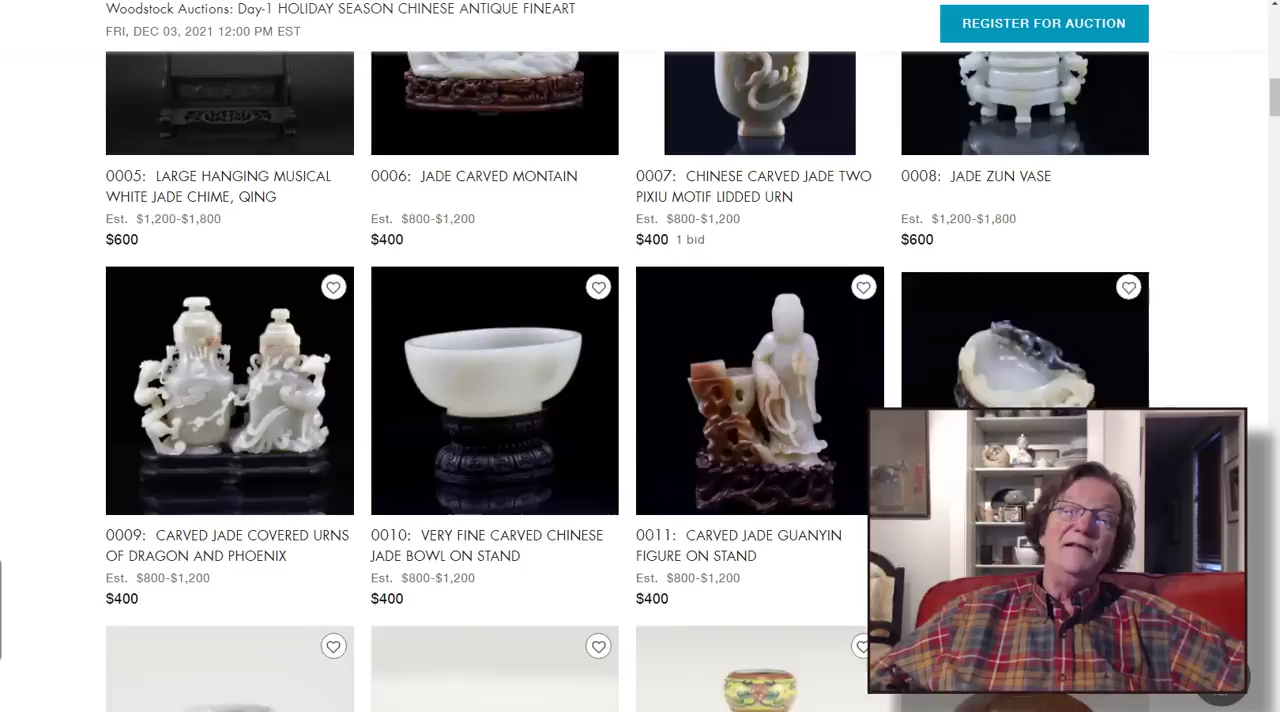 Woodstock Auctions: Day-1 HOLIDAY SEASON CHINESE ANTIQUE FINEART
FRI, DEC 03, 2021 12:00 PM EST
REGISTER FOR AUCTION
0005: LARGE HANGING MUSICAL
WHITE JADE CHIME, QING
Est. $1,200-$1,800
$600
0006: JADE CARVED MONTAIN
Est. $800-$1,200
$400
0007: CHINESE CARVED JADE TWO
PIXIU MOTIF LIDDED URN
Est. $800-$1,200
$400 1 bid
0008: JADE ZUN VASE
Est. $1,200-$1,800
$600
0009: CARVED JADE COVERED URNS
OF DRAGON AND PHOENIX
Est. $800-$1,200
$400
0010: VERY FINE CARVED CHINESE
JADE BOWL ON STAND
Est. $800-$1,200
$400
0011: CARVED JADE GUANYIN
FIGURE ON STAND
Est. $800-$1,200
$400